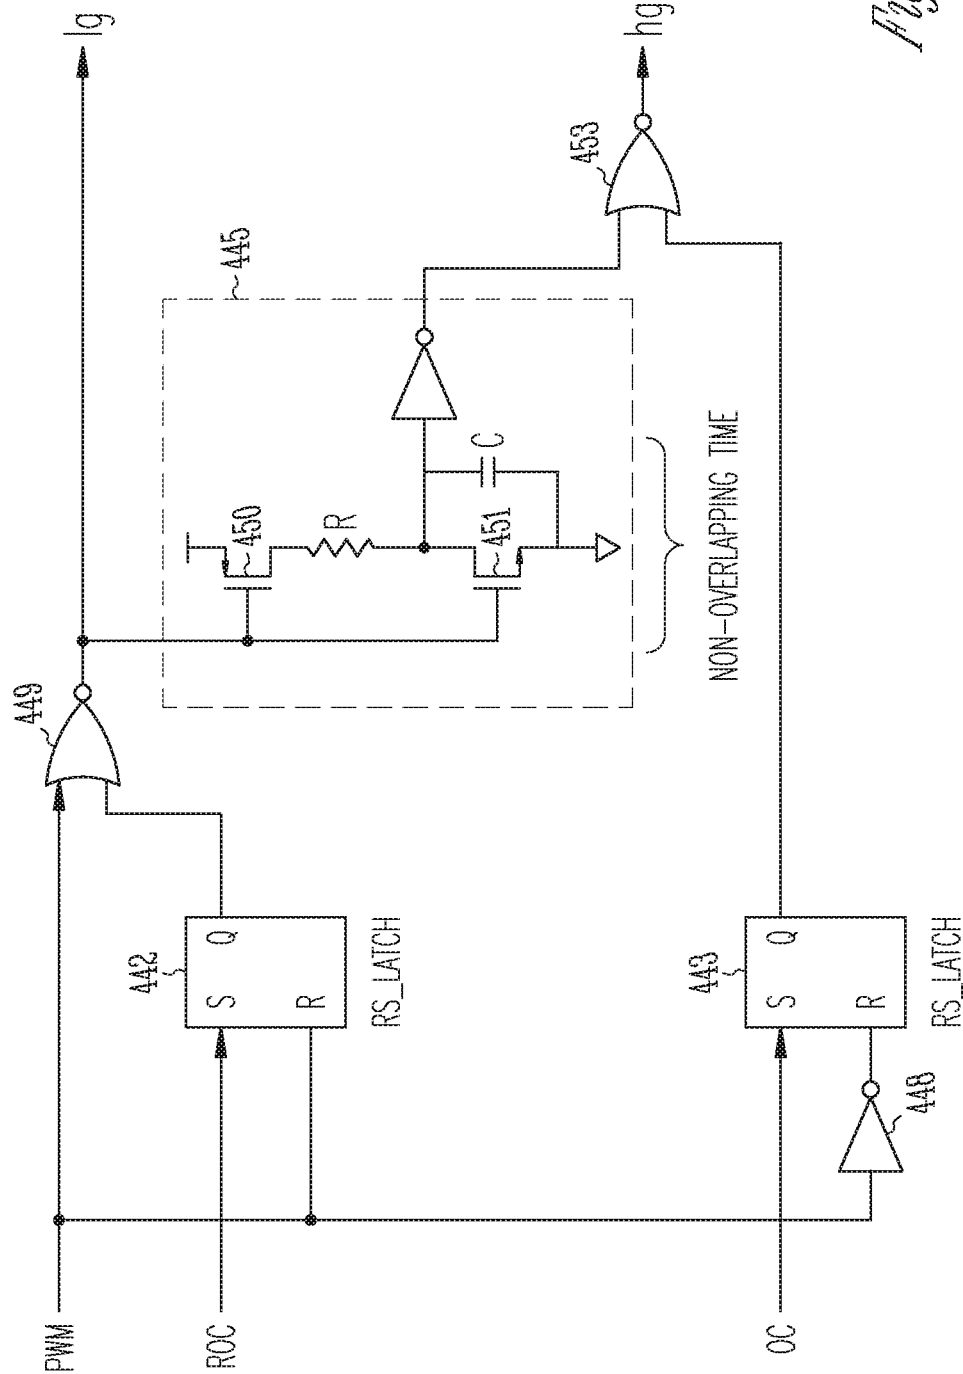 PWM
ROC
OC
442
S
Q
R
RS_LATCH
448
443
S
Q
R
RS_LATCH
449
450
R
451
C
445
NON-OVERLAPPING TIME
453
lg
hg